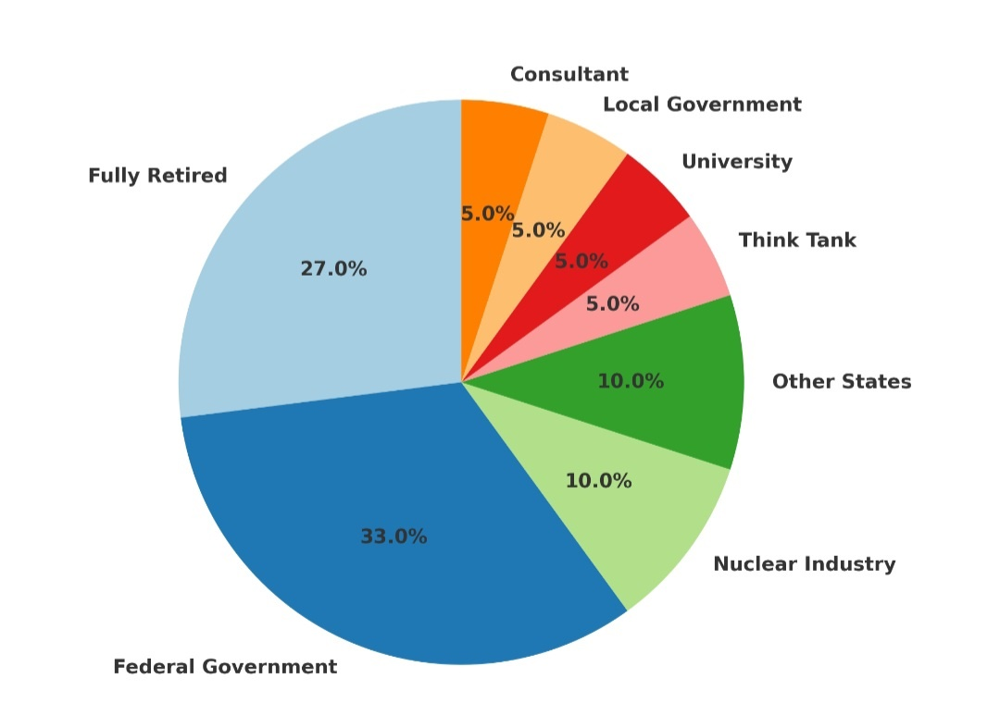 Consultant
Local Government
University
Fully Retired
5.0%
5.0%
Think Tank
5.0%
27.0%
5.0%
10.0%
Other States
10.0%
33.0%
Nuclear Industry
Federal Government